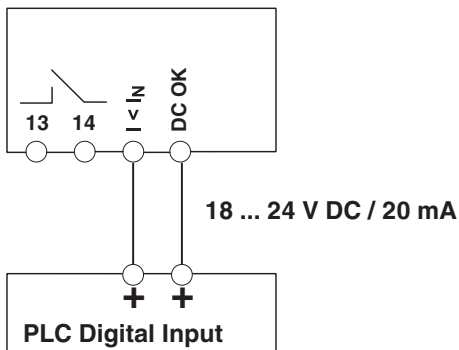 13 14 I < IN DC OK
18 ... 24 V DC / 20 mA
+ +
PLC Digital Input